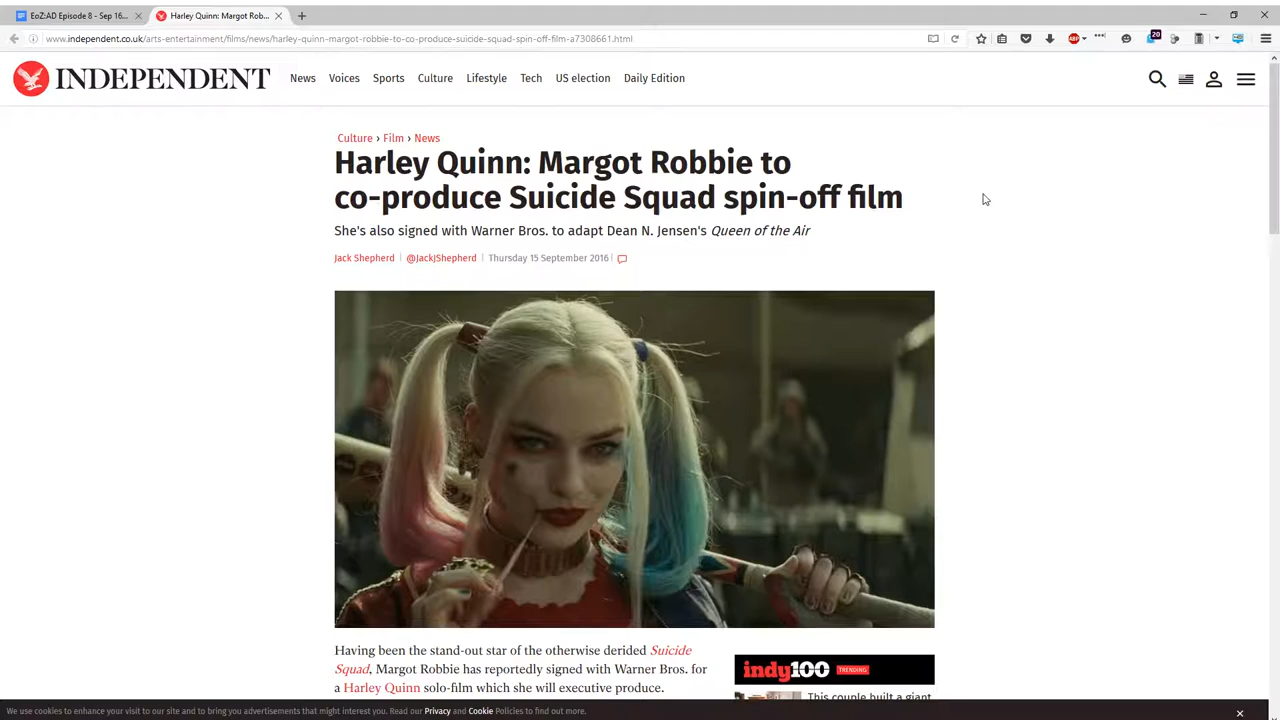 EoZ:AD Episode 8 - Sep 16...
Harley Quinn: Margot Rob...
www.independent.co.uk/arts-entertainment/films/news/harley-quinn-margot-robbie-to-co-produce-suicide-squad-spin-off-film-a7308661.html
ABP
20
INDEPENDENT
News Voices Sports Culture Lifestyle Tech US election Daily Edition
Culture › Film › News
Harley Quinn: Margot Robbie to
co-produce Suicide Squad spin-off film
She's also signed with Warner Bros. to adapt Dean N. Jensen's Queen of the Air
Jack Shepherd | @JackJShepherd | Thursday 15 September 2016 |
Having been the stand-out star of the otherwise derided Suicide
Squad, Margot Robbie has reportedly signed with Warner Bros. for
a Harley Quinn solo-film which she will executive produce.
indy100 TRENDING
This couple built a giant
We use cookies to enhance your visit to our site and to bring you advertisements that might interest you. Read our Privacy and Cookie Policies to find out more.